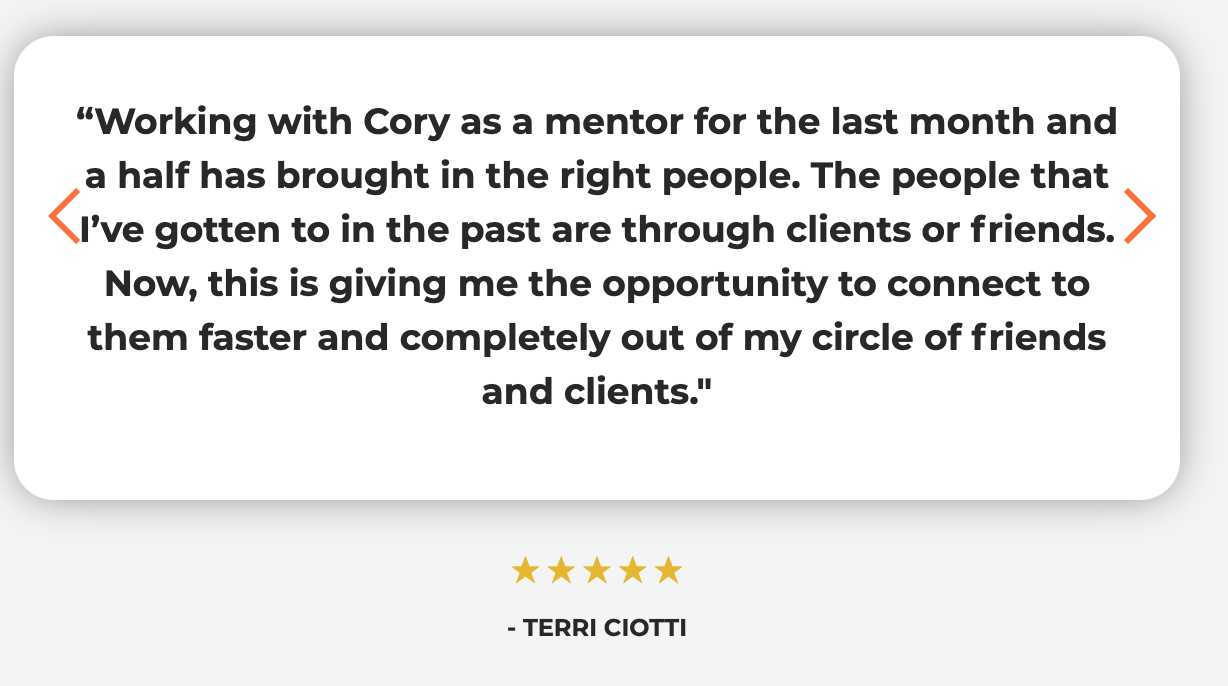 “Working with Cory as a mentor for the last month and
a half has brought in the right people. The people that
I’ve gotten to in the past are through clients or friends.
Now, this is giving me the opportunity to connect to
them faster and completely out of my circle of friends
and clients."
- TERRI CIOTTI